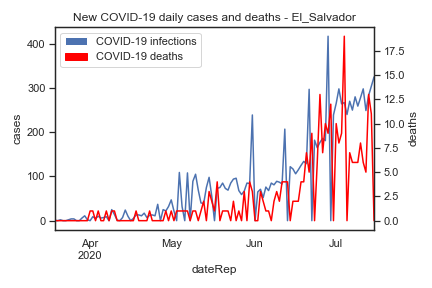 New COVID-19 daily cases and deaths - El_Salvador
COVID-19 infections
COVID-19 deaths
400
300
200
100
0
cases
17.5
15.0
12.5
10.0
7.5
5.0
2.5
0.0
deaths
Apr
2020
May
Jun
Jul
dateRep